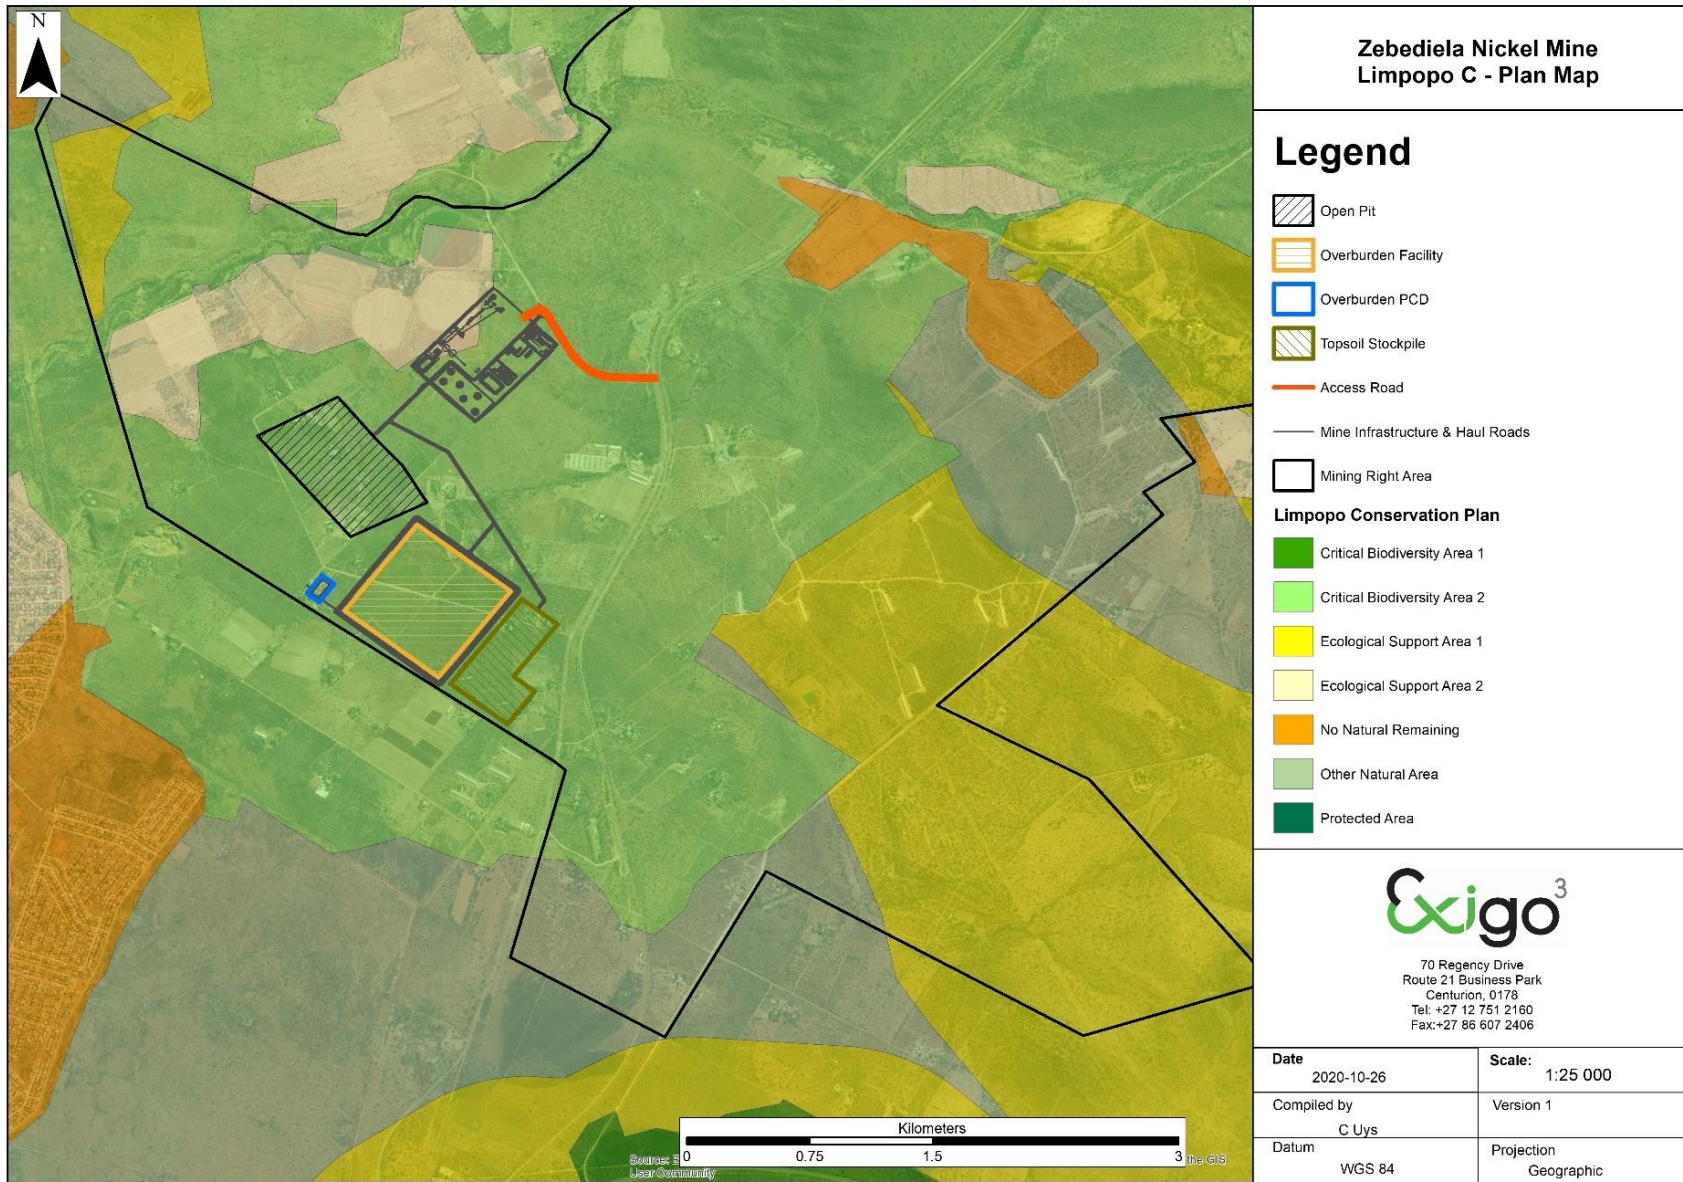 N
Zebediela Nickel Mine
Limpopo C - Plan Map
Legend
Open Pit
Overburden Facility
Overburden PCD
Topsoil Stockpile
Access Road
Mine Infrastructure & Haul Roads
Mining Right Area
Limpopo Conservation Plan
Critical Biodiversity Area 1
Critical Biodiversity Area 2
Ecological Support Area 1
Ecological Support Area 2
No Natural Remaining
Other Natural Area
Protected Area
Exigo3
70 Regency Drive
Route 21 Business Park
Centurion, 0178
Tel: +27 12 751 2160
Fax:+27 86 607 2406
Date
2020-10-26
Scale:
1:25 000
Compiled by
C Uys
Version 1
Datum
WGS 84
Projection
Geographic
Kilometers
0 0.75 1.5 3
Source: the GIS
User Community